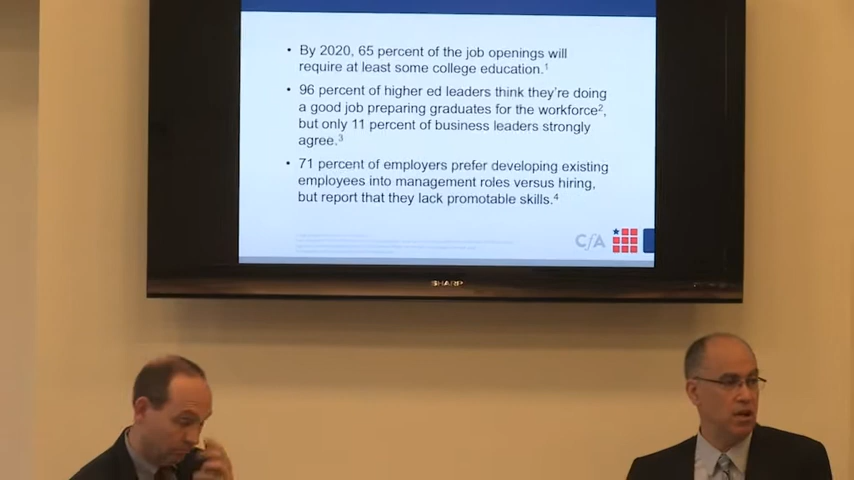 • By 2020, 65 percent of the job openings will
require at least some college education.¹
• 96 percent of higher ed leaders think they're doing
a good job preparing graduates for the workforce²,
but only 11 percent of business leaders strongly
agree.³
• 71 percent of employers prefer developing existing
employees into management roles versus hiring,
but report that they lack promotable skills.⁴
CfA
SHARP